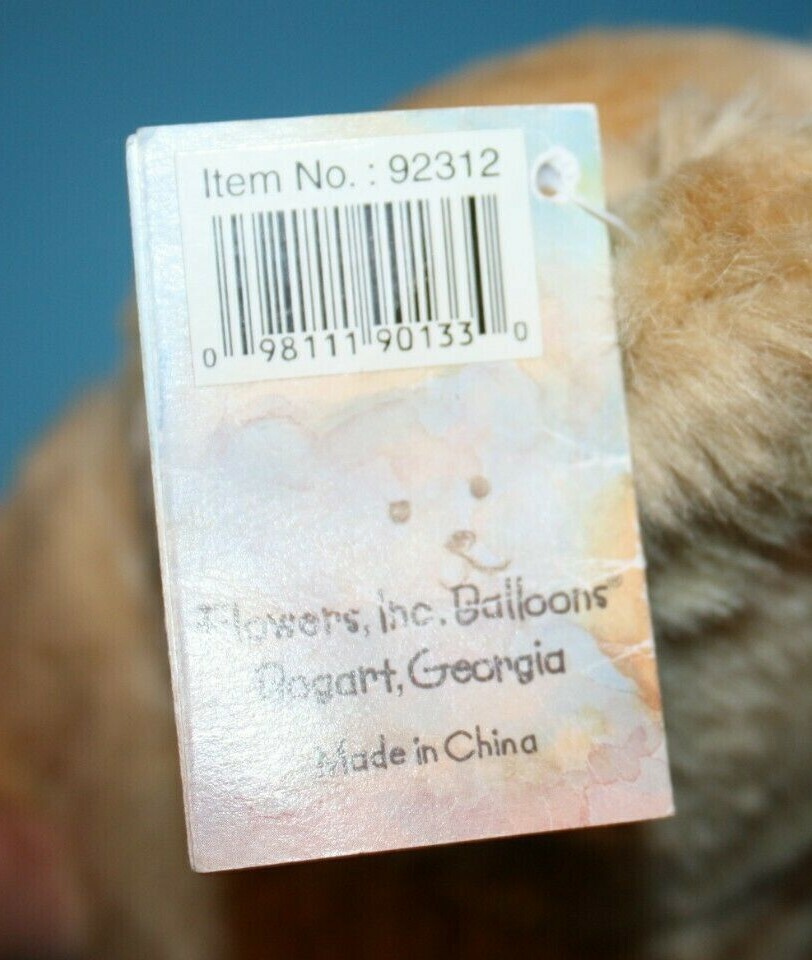 Item No. : 92312
0 98111 90133 0
Flowers, Inc. Balloons®
Bogart, Georgia
Made in China